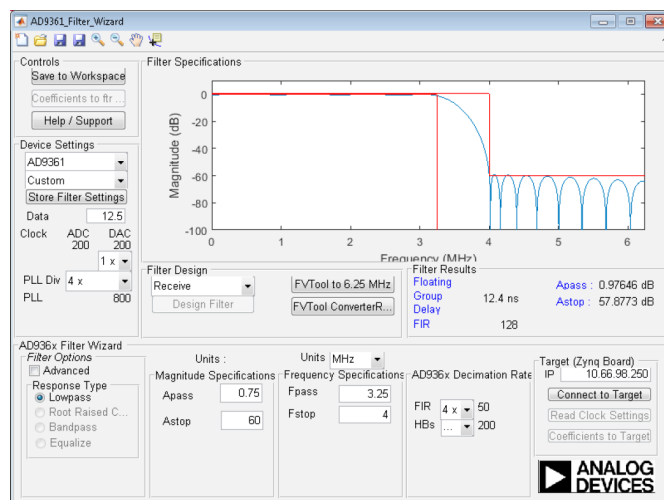 AD9361_Filter_Wizard
Controls
Save to Workspace
Coefficients to ftr ...
Help / Support
Device Settings
AD9361
Custom
Store Filter Settings
Data 12.5
Clock ADC DAC
200 200
1 x
PLL Div 4 x
PLL 800
Filter Specifications
Magnitude (dB)
0
-20
-40
-60
-80
-100
0 1 2 3 4 5 6
Frequency (MHz)
Filter Design
Receive
Design Filter
FVTool to 6.25 MHz
FVTool ConverterR...
Filter Results
Floating
Group 12.4 ns
Delay
FIR 128
Apass : 0.97646 dB
Astop : 57.8773 dB
AD936x Filter Wizard
Filter Options
Advanced
Response Type
Lowpass
Root Raised C...
Bandpass
Equalize
Units :
Units MHz
Magnitude Specifications
Apass 0.75
Astop 60
Frequency Specifications
Fpass 3.25
Fstop 4
AD936x Decimation Rate
FIR 4 x 50
HBs ... 200
Target (Zynq Board)
IP 10.66.98.250
Connect to Target
Read Clock Settings
Coefficients to Target
ANALOG
DEVICES